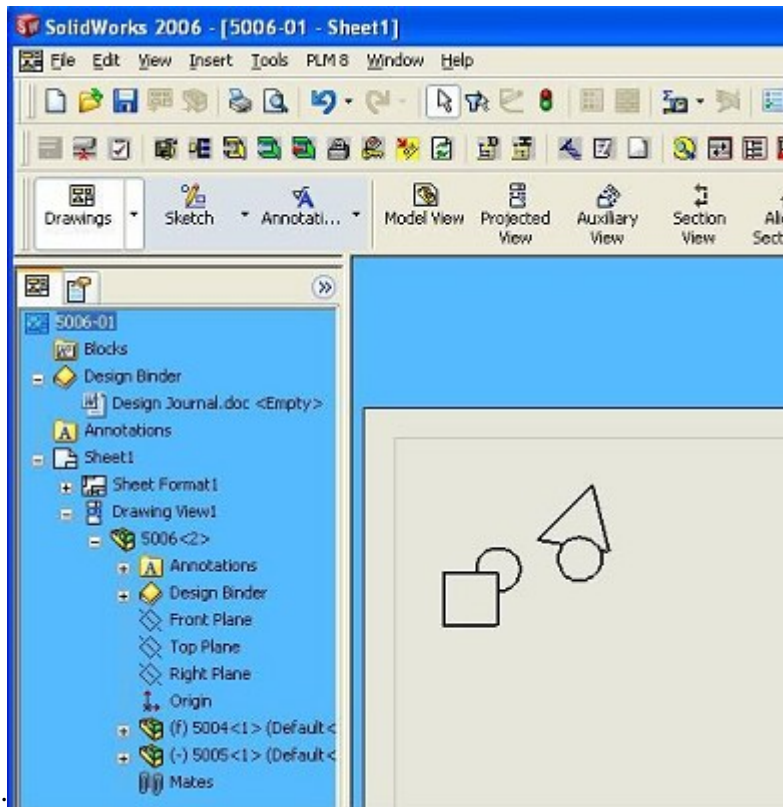 SolidWorks 2006 - [5006-01 - Sheet1]
File Edit View Insert Tools PLM 8 Window Help
Drawings Sketch Annotati... Model View Projected View Auxiliary View Section View
5006-01
Blocks
Design Binder
Design Journal.doc <Empty>
Annotations
Sheet1
Sheet Format1
Drawing View1
5006<2>
Annotations
Design Binder
Front Plane
Top Plane
Right Plane
Origin
(f) 5004<1> (Default<
(-) 5005<1> (Default<
Mates
.